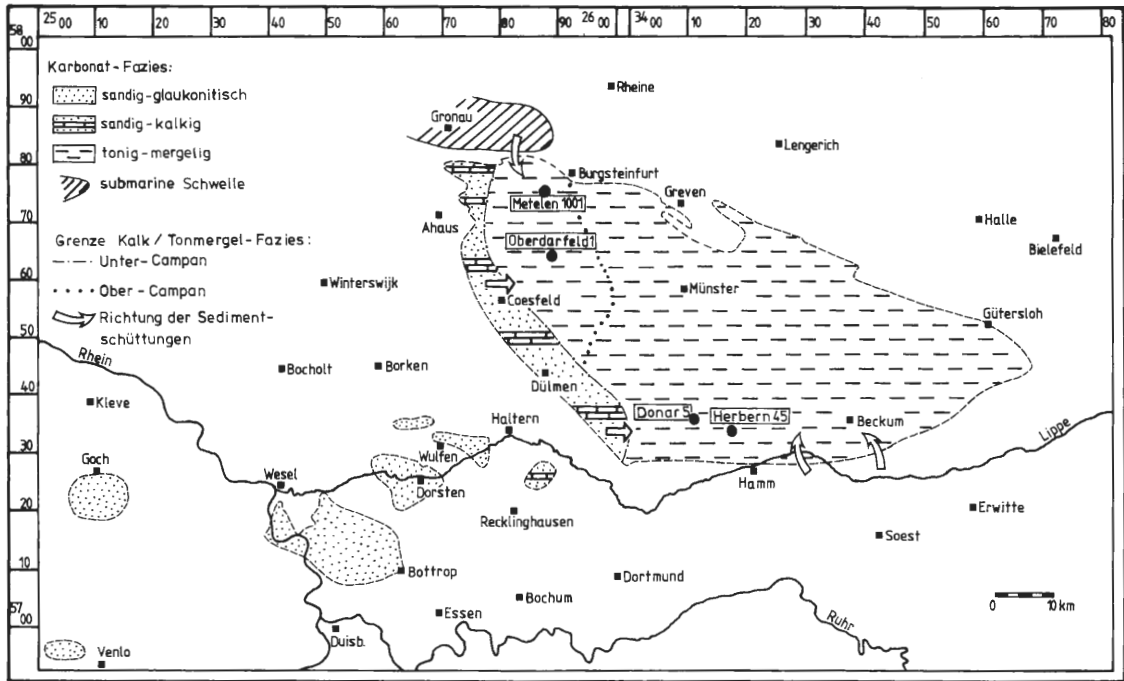 25 00
50
60
70
80
90
26 00
34 00
10
20
30
40
50
60
70
80
58 00
90
80
70
60
50
40
30
20
10
57 00
Karbonat-Fazies:
sandig-glaukonitisch
sandig-kalkig
tonig-mergelig
submarine Schwelle
Grenze Kalk / Tonmergel-Fazies:
Unter-Campan
Ober-Campan
Richtung der Sediment-
schüttungen
Rheine
Gronau
Lengerich
Burgsteinfurt
Metelen 1001
Greven
Ahaus
Halle
Bielefeld
Oberdarfeld 1
Winterswijk
Münster
Coesfeld
Gütersloh
Rhein
Bocholt
Borken
Dülmen
Kleve
Haltern
Donar 5
Herbern 45
Beckum
Lippe
Wulfen
Goch
Wesel
Dorsten
Hamm
Recklinghausen
Erwitte
Soest
Bottrop
Dortmund
Bochum
Essen
0 10 km
Ruhr
Duisb.
Venlo